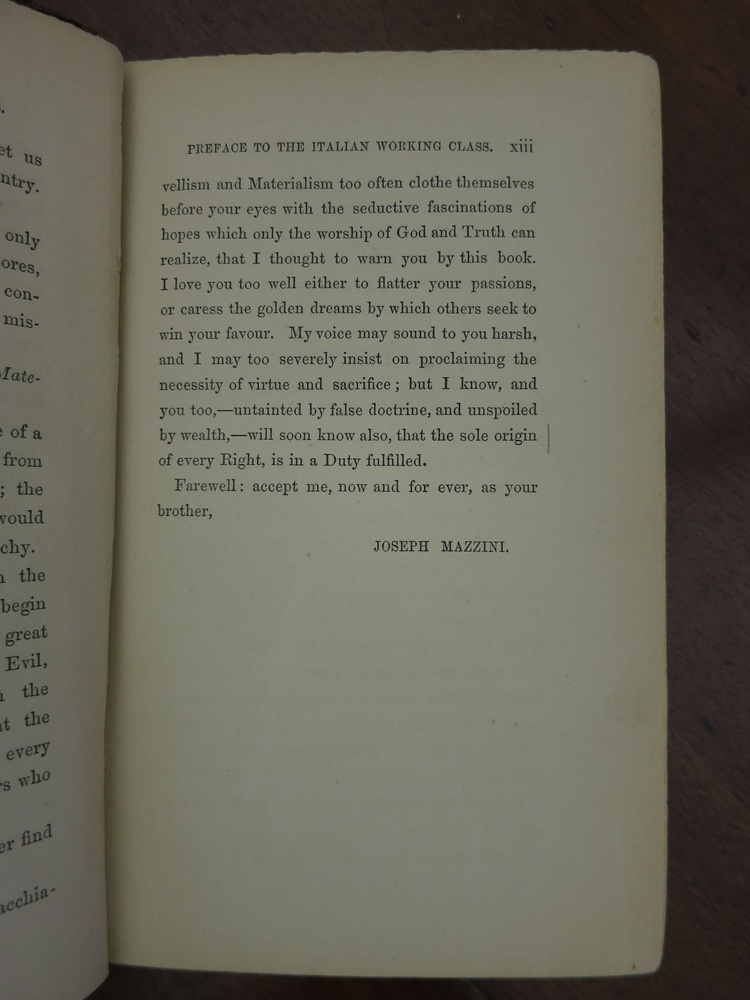 .
et us
ntry.
only
ores,
con-
mis-
Mate-
of a
from
; the
would
chy.
the
begin
great
Evil,
the
at the
every
rs who
er find
acchia-
PREFACE TO THE ITALIAN WORKING CLASS. xiii
vellism and Materialism too often clothe themselves
before your eyes with the seductive fascinations of
hopes which only the worship of God and Truth can
realize, that I thought to warn you by this book.
I love you too well either to flatter your passions,
or caress the golden dreams by which others seek to
win your favour. My voice may sound to you harsh,
and I may too severely insist on proclaiming the
necessity of virtue and sacrifice ; but I know, and
you too,—untainted by false doctrine, and unspoiled
by wealth,—will soon know also, that the sole origin
of every Right, is in a Duty fulfilled.
Farewell : accept me, now and for ever, as your
brother,
JOSEPH MAZZINI.